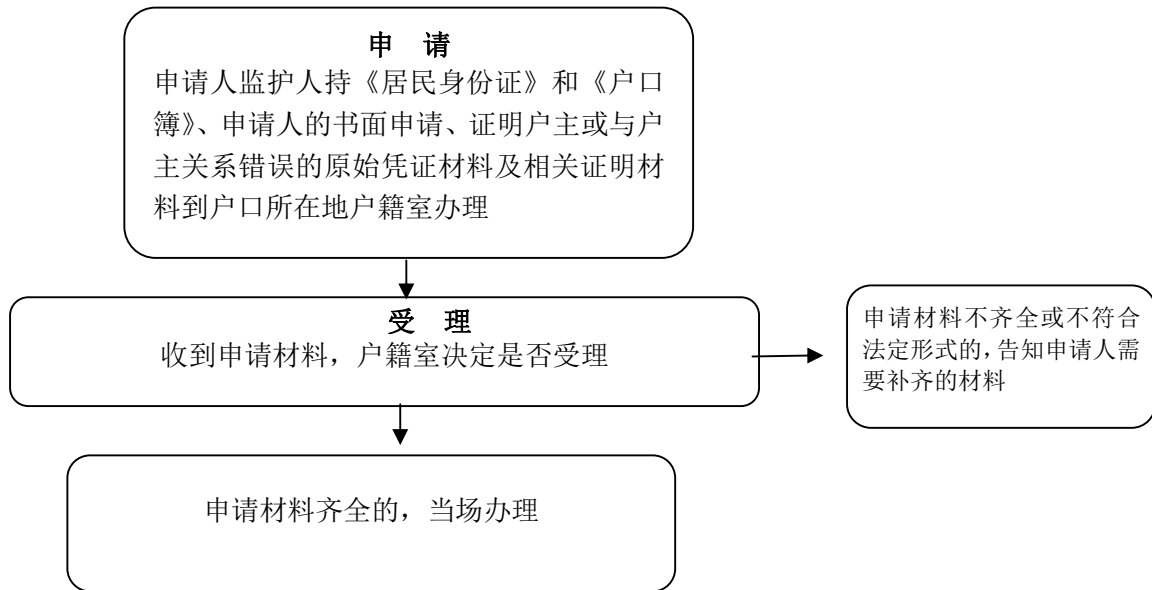 申 请
申请人监护人持《居民身份证》和《户口
簿》、申请人的书面申请、证明户主或与户
主关系错误的原始凭证材料及相关证明材
料到户口所在地户籍室办理
受 理
收到申请材料，户籍室决定是否受理
申请材料不齐全或不符合
法定形式的，告知申请人需
要补齐的材料
申请材料齐全的，当场办理